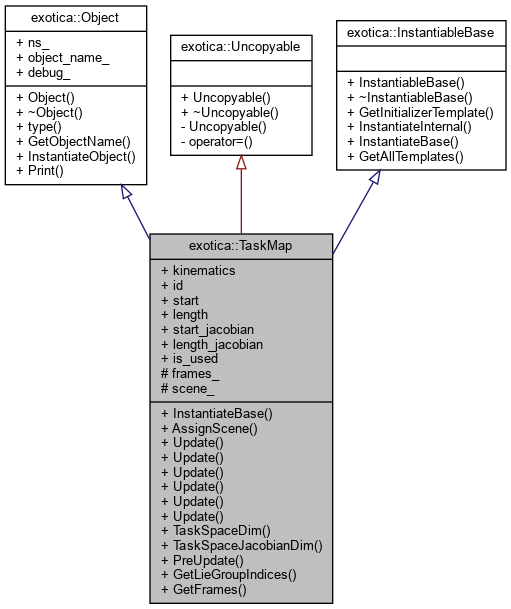 exotica::Object
+ ns_
+ object_name_
+ debug_
+ Object()
+ ~Object()
+ type()
+ GetObjectName()
+ InstantiateObject()
+ Print()
exotica::Uncopyable
+ Uncopyable()
+ ~Uncopyable()
- Uncopyable()
- operator=()
exotica::InstantiableBase
+ InstantiableBase()
+ ~InstantiableBase()
+ GetInitializerTemplate()
+ InstantiateInternal()
+ InstantiateBase()
+ GetAllTemplates()
exotica::TaskMap
+ kinematics
+ id
+ start
+ length
+ start_jacobian
+ length_jacobian
+ is_used
# frames_
# scene_
+ InstantiateBase()
+ AssignScene()
+ Update()
+ Update()
+ Update()
+ Update()
+ Update()
+ Update()
+ TaskSpaceDim()
+ TaskSpaceJacobianDim()
+ PreUpdate()
+ GetLieGroupIndices()
+ GetFrames()